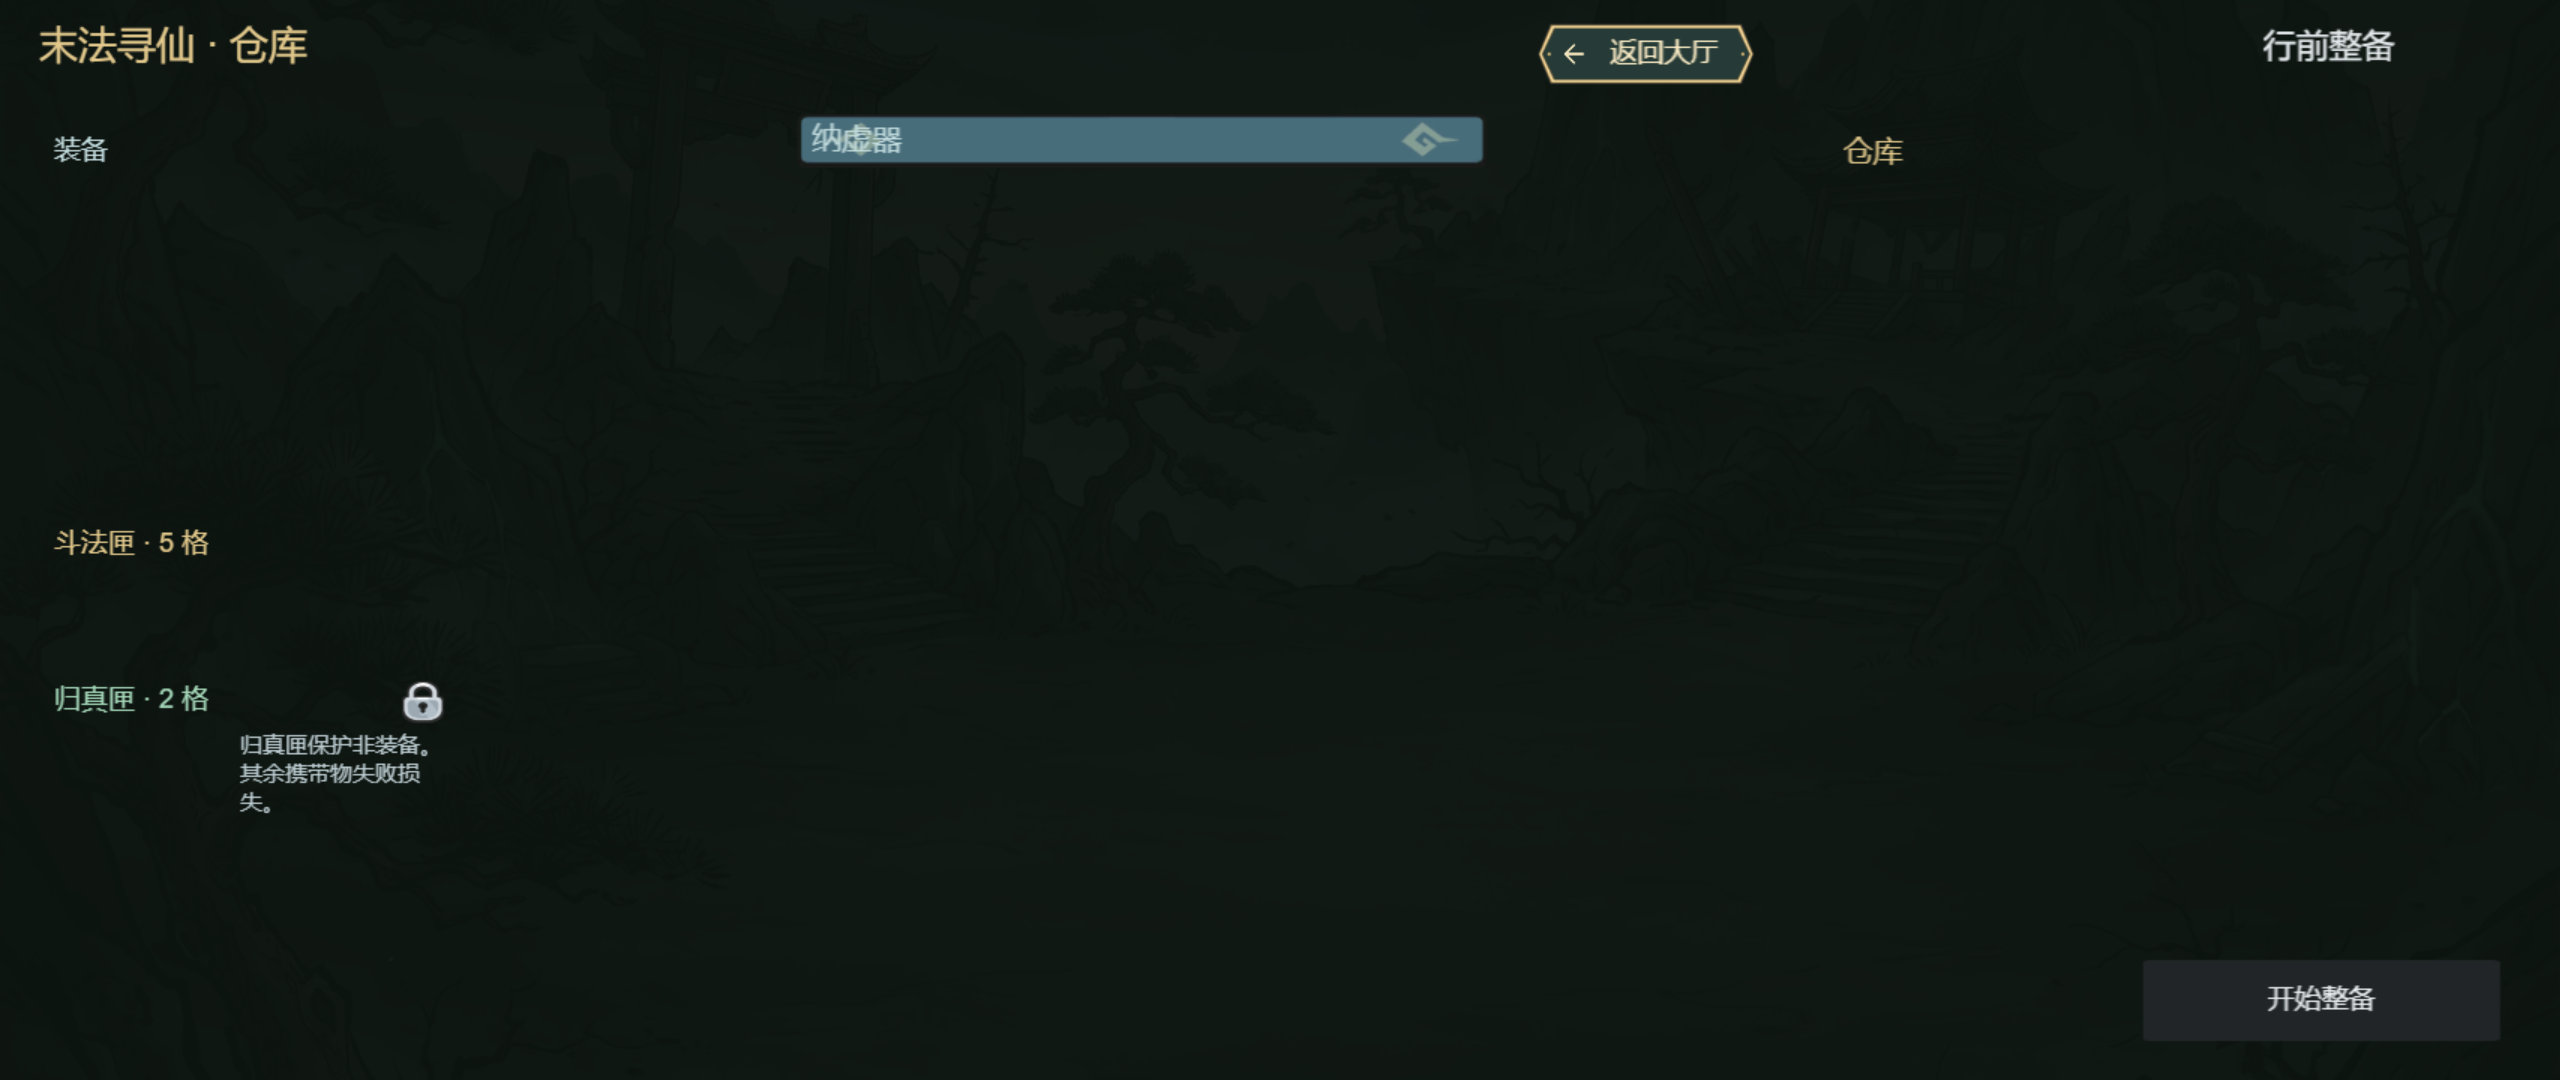 末法寻仙 · 仓库
← 返回大厅
行前整备
装备
纳虚器
仓库
斗法匣 · 5 格
归真匣 · 2 格
归真匣保护非装备。
其余携带物失败损
失。
开始整备